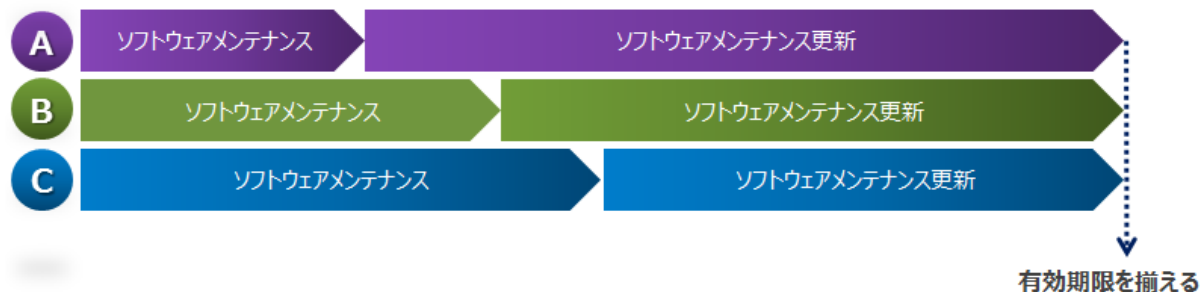 A ソフトウェアメンテナンス ソフトウェアメンテナンス更新
B ソフトウェアメンテナンス ソフトウェアメンテナンス更新
C ソフトウェアメンテナンス ソフトウェアメンテナンス更新
有効期限を揃える